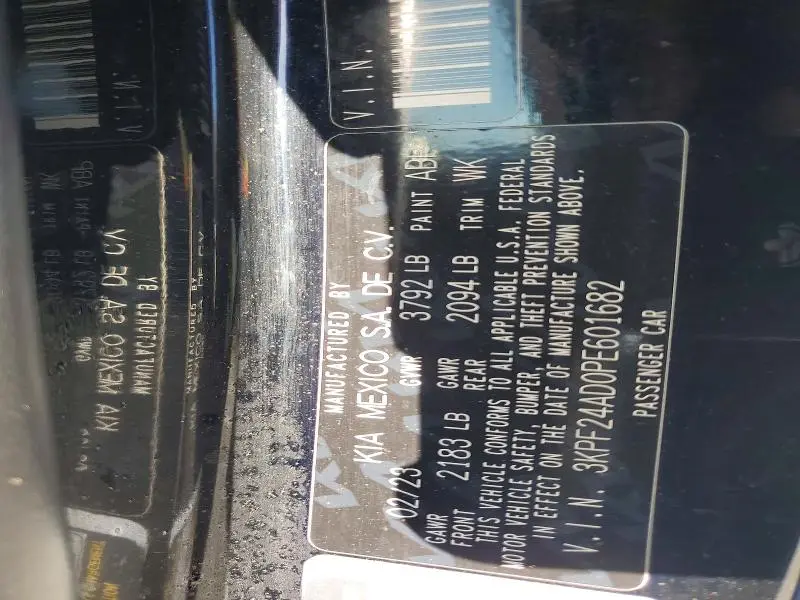 V.I.N.
MANUFACTURED BY
KIA MEXICO S.A. DE C.V.
02/23 GVWR 3792 LB PAINT ABP
GAWR FRONT 2183 LB GAWR REAR 2094 LB TRIM WK
THIS VEHICLE CONFORMS TO ALL APPLICABLE U.S.A. FEDERAL
MOTOR VEHICLE SAFETY, BUMPER, AND THEFT PREVENTION STANDARDS
IN EFFECT ON THE DATE OF MANUFACTURE SHOWN ABOVE.
V.I.N. 3KPF24AD0PE601682
PASSENGER CAR